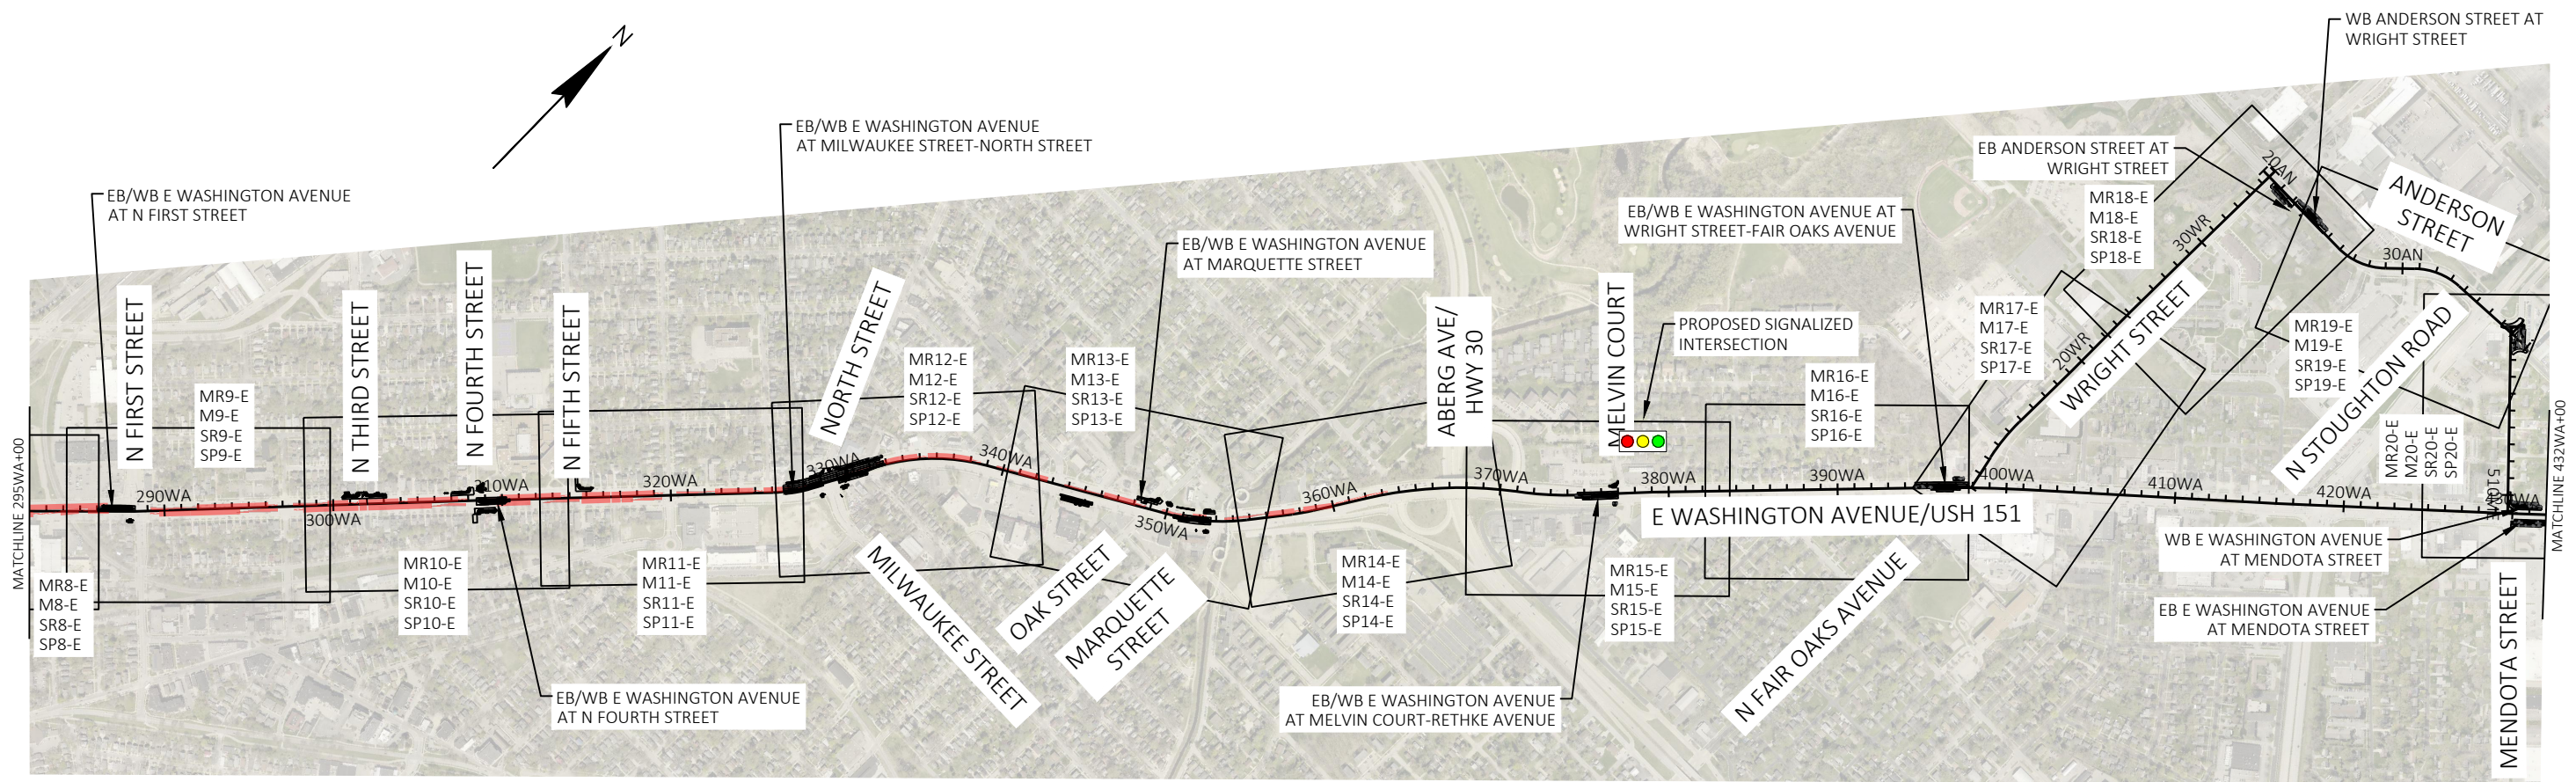 N
WB ANDERSON STREET AT
WRIGHT STREET
EB/WB E WASHINGTON AVENUE
AT MILWAUKEE STREET-NORTH STREET
EB ANDERSON STREET AT
WRIGHT STREET
EB/WB E WASHINGTON AVENUE
AT N FIRST STREET
EB/WB E WASHINGTON AVENUE AT
WRIGHT STREET-FAIR OAKS AVENUE
EB/WB E WASHINGTON AVENUE
AT MARQUETTE STREET
20AN
MR18-E
M18-E
SR18-E
SP18-E
ANDERSON
STREET
30WR
30AN
N FIRST STREET
N THIRD STREET
N FOURTH STREET
N FIFTH STREET
NORTH STREET
ABERG AVE/
HWY 30
MELVIN COURT
PROPOSED SIGNALIZED
INTERSECTION
MR17-E
M17-E
SR17-E
SP17-E
20WR
WRIGHT STREET
MR19-E
M19-E
SR19-E
SP19-E
N STOUGHTON ROAD
MR9-E
M9-E
SR9-E
SP9-E
MR12-E
M12-E
SR12-E
SP12-E
MR13-E
M13-E
SR13-E
SP13-E
MR16-E
M16-E
SR16-E
SP16-E
MR20-E
M20-E
SR20-E
SP20-E
MATCHLINE 295WA+00
MATCHLINE 432WA+00
290WA
300WA
310WA
320WA
330WA
340WA
350WA
360WA
370WA
380WA
390WA
400WA
410WA
420WA
430WA
E WASHINGTON AVENUE/USH 151
WB E WASHINGTON AVENUE
AT MENDOTA STREET
MR8-E
M8-E
SR8-E
SP8-E
MR10-E
M10-E
SR10-E
SP10-E
MR11-E
M11-E
SR11-E
SP11-E
MILWAUKEE STREET
OAK STREET
MARQUETTE
STREET
MR14-E
M14-E
SR14-E
SP14-E
MR15-E
M15-E
SR15-E
SP15-E
N FAIR OAKS AVENUE
EB E WASHINGTON AVENUE
AT MENDOTA STREET
MENDOTA STREET
EB/WB E WASHINGTON AVENUE
AT N FOURTH STREET
EB/WB E WASHINGTON AVENUE
AT MELVIN COURT-RETHKE AVENUE